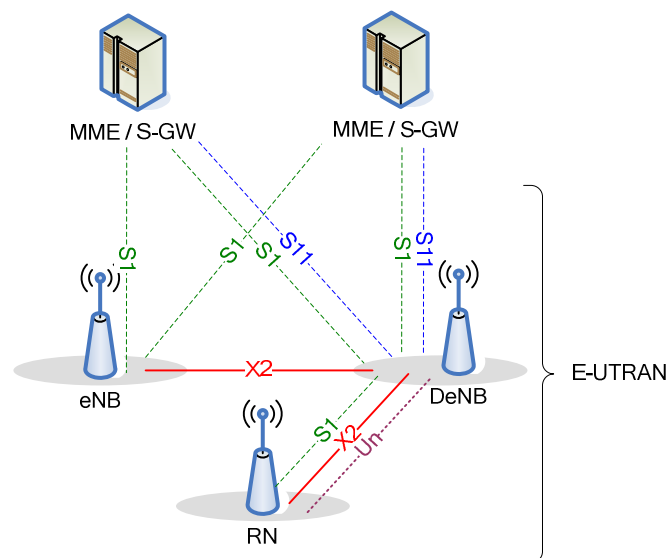 MME / S-GW
MME / S-GW
S1
S1
S1
S11
S1
S11
eNB
X2
DeNB
E-UTRAN
S1
X2
Un
RN